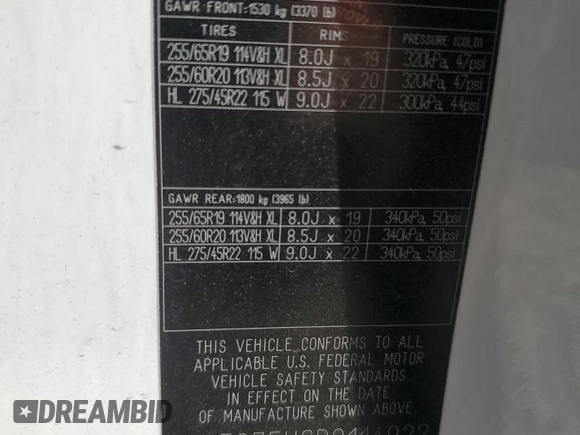 GAWR FRONT:1530 kg (3370 lb)
TIRES RIMS PRESSURE (COLD)
255/65R19 114V&H XL 8.0J x 19 320kPa, 47psi
255/60R20 113V&H XL 8.5J x 20 320kPa, 47psi
HL 275/45R22 115 W 9.0J x 22 300kPa, 44psi
GAWR REAR:1800 kg (3965 lb)
255/65R19 114V&H XL 8.0J x 19 340kPa, 50psi
255/60R20 113V&H XL 8.5J x 20 340kPa, 50psi
HL 275/45R22 115 W 9.0J x 22 340kPa, 50psi
THIS VEHICLE CONFORMS TO ALL
APPLICABLE U.S. FEDERAL MOTOR
VEHICLE SAFETY STANDARDS
IN EFFECT ON THE DATE
OF MANUFACTURE SHOWN ABOVE
AUTOHELPERBOT.COM